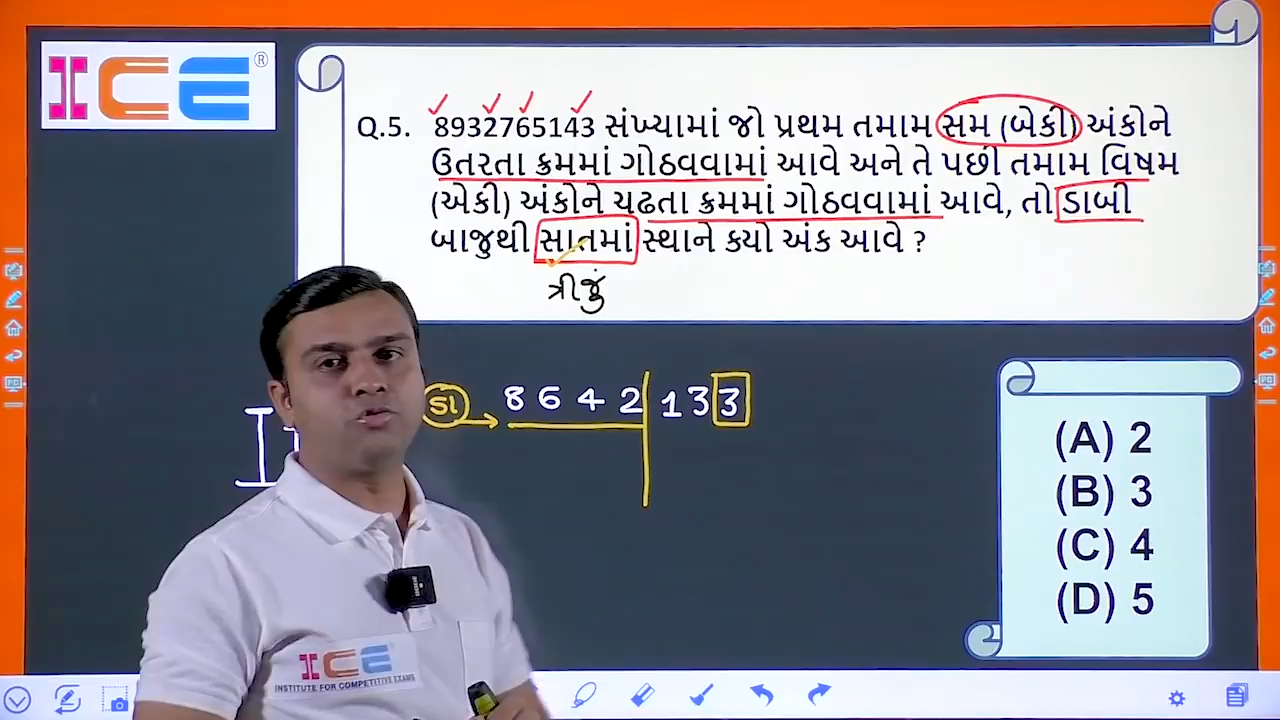 ICE®
Q.5. 8932765143 સંખ્યામાં જો પ્રથમ તમામ સમ (બેકી) અંકોને
ઉતરતા ક્રમમાં ગોઠવવામાં આવે અને તે પછી તમામ વિષમ
(એકી) અંકોને ચઢતા ક્રમમાં ગોઠવવામાં આવે, તો ડાબી
બાજુથી સાતમાં સ્થાને કયો અંક આવે ?
ત્રીજું
ડા 8 6 4 2 1 3 3
(A) 2
(B) 3
(C) 4
(D) 5
ICE
INSTITUTE FOR COMPETITIVE EXAMS